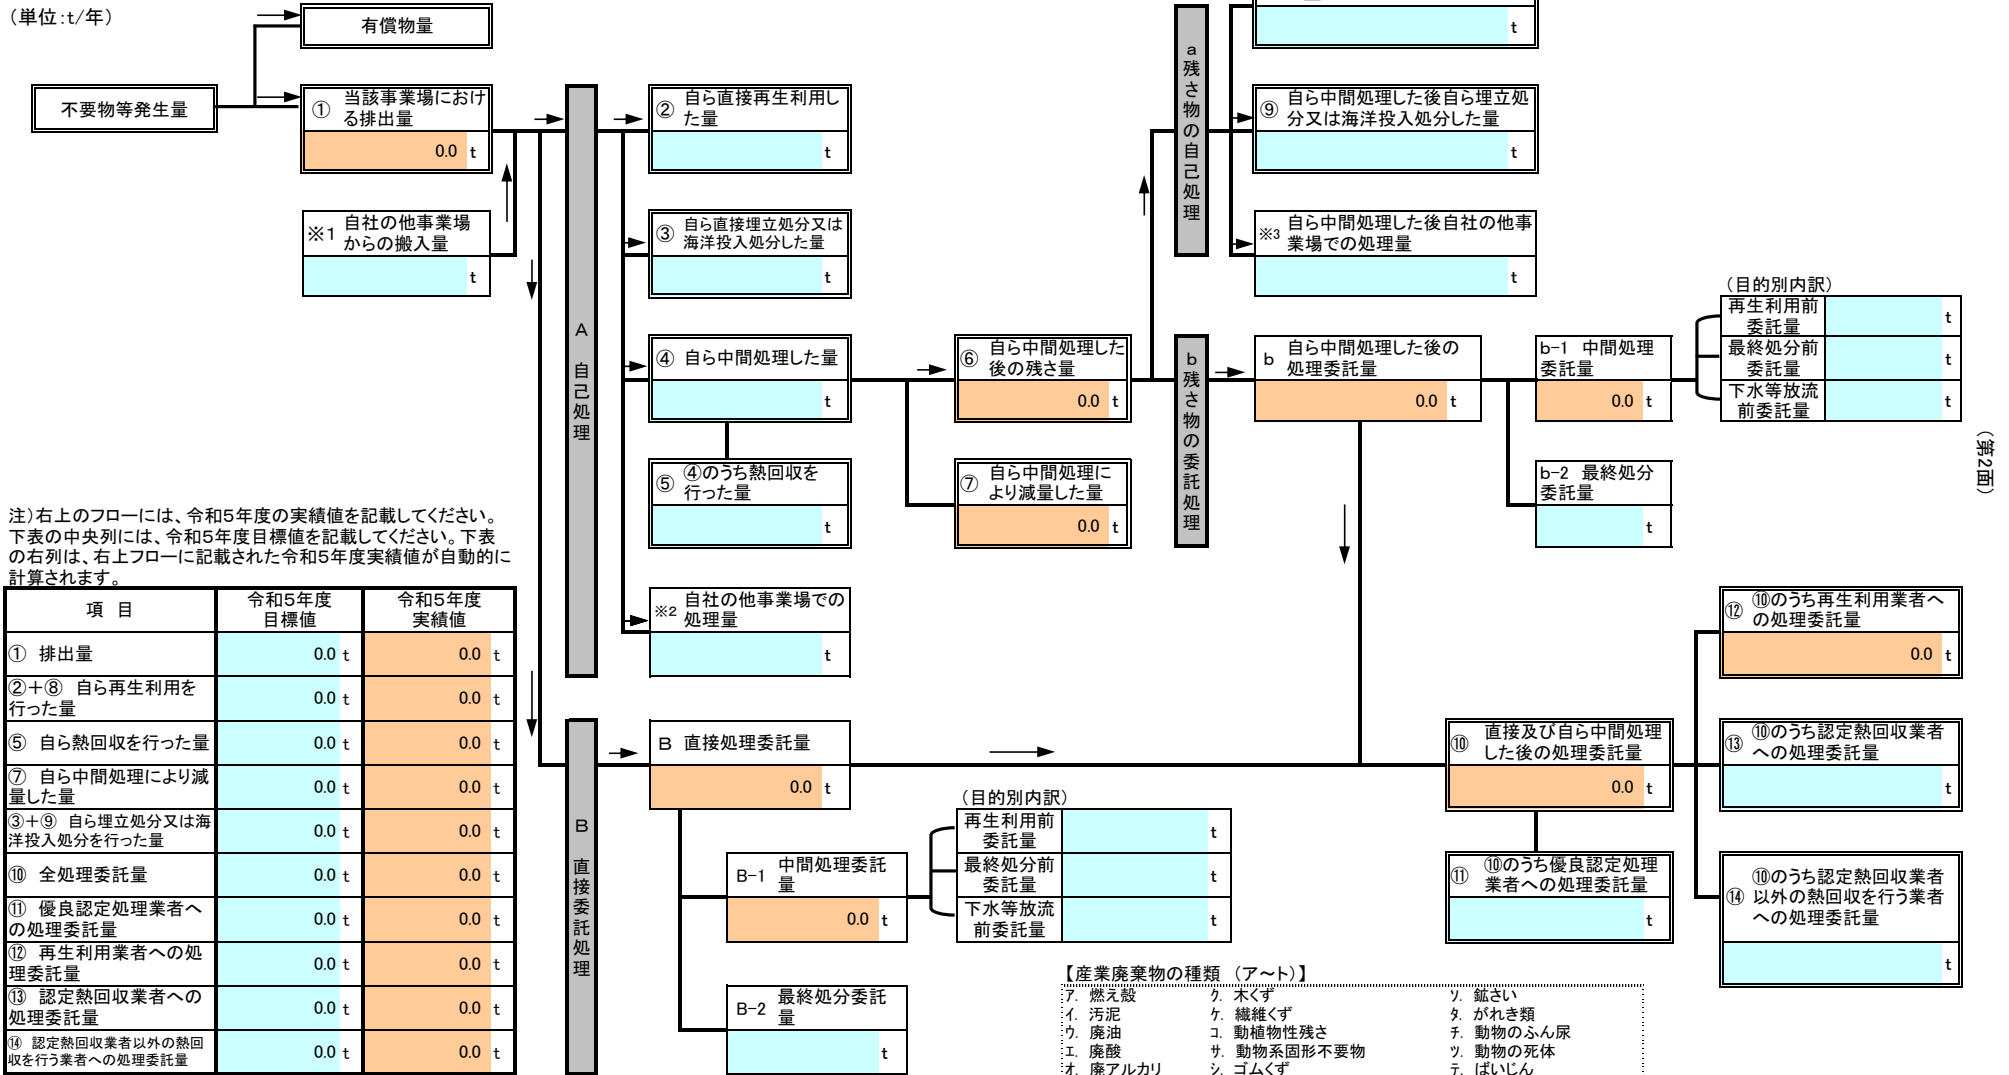 (単位:t/年)
有償物量
不要物等発生量
① 当該事業場におけ
る排出量
0.0 t
※1 自社の他事業場
からの搬入量
t
A 自己処理
② 自ら直接再生利用し
た量
t
③ 自ら直接埋立処分又は
海洋投入処分した量
t
④ 自ら中間処理した量
t
⑤ ④のうち熱回収を
行った量
t
※2 自社の他事業場での
処理量
t
⑥ 自ら中間処理した
後の残さ量
0.0 t
⑦ 自ら中間処理に
より減量した量
0.0 t
a 残さ物の自己処理
t
⑨ 自ら中間処理した後自ら埋立処
分又は海洋投入処分した量
t
※3 自ら中間処理した後自社の他事
業場での処理量
t
b 残さ物の委託処理
b 自ら中間処理した後の
処理委託量
0.0 t
b-1 中間処理
委託量
0.0 t
b-2 最終処分
委託量
t
(目的別内訳)
再生利用前
委託量
t
最終処分前
委託量
t
下水等放流
前委託量
t
(第2面)
注)右上のフローには、令和5年度の実績値を記載してください。
下表の中央列には、令和5年度目標値を記載してください。下表
の右列は、右上フローに記載された令和5年度実績値が自動的に
計算されます。
項 目 令和5年度
目標値 令和5年度
実績値
① 排出量 0.0 t 0.0 t
②+⑧ 自ら再生利用を
行った量 0.0 t 0.0 t
⑤ 自ら熱回収を行った量 0.0 t 0.0 t
⑦ 自ら中間処理により減
量した量 0.0 t 0.0 t
③+⑨ 自ら埋立処分又は海
洋投入処分を行った量 0.0 t 0.0 t
⑩ 全処理委託量 0.0 t 0.0 t
⑪ 優良認定処理業者へ
の処理委託量 0.0 t 0.0 t
⑫ 再生利用業者への処
理委託量 0.0 t 0.0 t
⑬ 認定熱回収業者への
処理委託量 0.0 t 0.0 t
⑭ 認定熱回収業者以外の熱回
収を行う業者への処理委託量 0.0 t 0.0 t
B 直接委託処理
B 直接処理委託量
0.0 t
B-1 中間処理委託
量
0.0 t
B-2 最終処分委託
量
t
(目的別内訳)
再生利用前
委託量
t
最終処分前
委託量
t
下水等放流
前委託量
t
⑩ 直接及び自ら中間処理
した後の処理委託量
0.0 t
⑪ ⑩のうち優良認定処理
業者への処理委託量
t
⑫ ⑩のうち再生利用業者へ
の処理委託量
0.0 t
⑬ ⑩のうち認定熱回収業者
への処理委託量
t
⑭ ⑩のうち認定熱回収業者
以外の熱回収を行う業者
への処理委託量
t
【産業廃棄物の種類 (ア~ト)】
ア. 燃え殻 ク. 木くず ソ. 鉱さい
イ. 汚泥 ケ. 繊維くず タ. がれき類
ウ. 廃油 コ. 動植物性残さ チ. 動物のふん尿
エ. 廃酸 サ. 動物系固形不要物 ツ. 動物の死体
オ. 廃アルカリ シ. ゴムくず テ. ばいじん